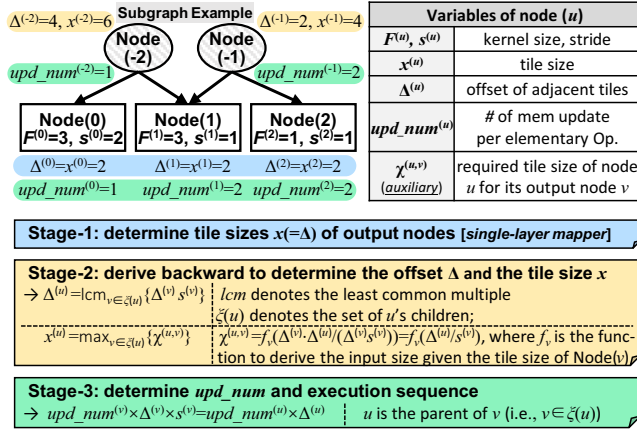 Subgraph Example
Δ⁽⁻²⁾=4, x⁽⁻²⁾=6
Δ⁽⁻¹⁾=2, x⁽⁻¹⁾=4
Node (-2)
Node (-1)
upd_num⁽⁻²⁾=1
upd_num⁽⁻¹⁾=2
Node(0)
F⁽⁰⁾=3, s⁽⁰⁾=2
Node(1)
F⁽¹⁾=3, s⁽¹⁾=1
Node(2)
F⁽²⁾=1, s⁽²⁾=1
Δ⁽⁰⁾=x⁽⁰⁾=2
Δ⁽¹⁾=x⁽¹⁾=2
Δ⁽²⁾=x⁽²⁾=2
upd_num⁽⁰⁾=1
upd_num⁽¹⁾=2
upd_num⁽²⁾=2
Variables of node (u)
F⁽ᵘ⁾, s⁽ᵘ⁾ kernel size, stride
x⁽ᵘ⁾ tile size
Δ⁽ᵘ⁾ offset of adjacent tiles
upd_num⁽ᵘ⁾ # of mem update
per elementary Op.
χ⁽ᵘ,ᵛ⁾ required tile size of node
(auxiliary) u for its output node v
Stage-1: determine tile sizes x(=Δ) of output nodes [single-layer mapper]
Stage-2: derive backward to determine the offset Δ and the tile size x
→ Δ⁽ᵘ⁾=lcm_{v∈ξ(u)}{Δ⁽ᵛ⁾s⁽ᵛ⁾} lcm denotes the least common multiple
ξ(u) denotes the set of u's children;
x⁽ᵘ⁾=max_{v∈ξ(u)}{χ⁽ᵘ,ᵛ⁾} χ⁽ᵘ,ᵛ⁾=f_v(Δ⁽ᵛ⁾·Δ⁽ᵘ⁾/(Δ⁽ᵛ⁾s⁽ᵛ⁾))=f_v(Δ⁽ᵘ⁾/s⁽ᵛ⁾), where f_v is the func-
tion to derive the input size given the tile size of Node(v)
Stage-3: determine upd_num and execution sequence
→ upd_num⁽ᵛ⁾×Δ⁽ᵛ⁾×s⁽ᵛ⁾=upd_num⁽ᵘ⁾×Δ⁽ᵘ⁾ u is the parent of v (i.e., v∈ξ(u))